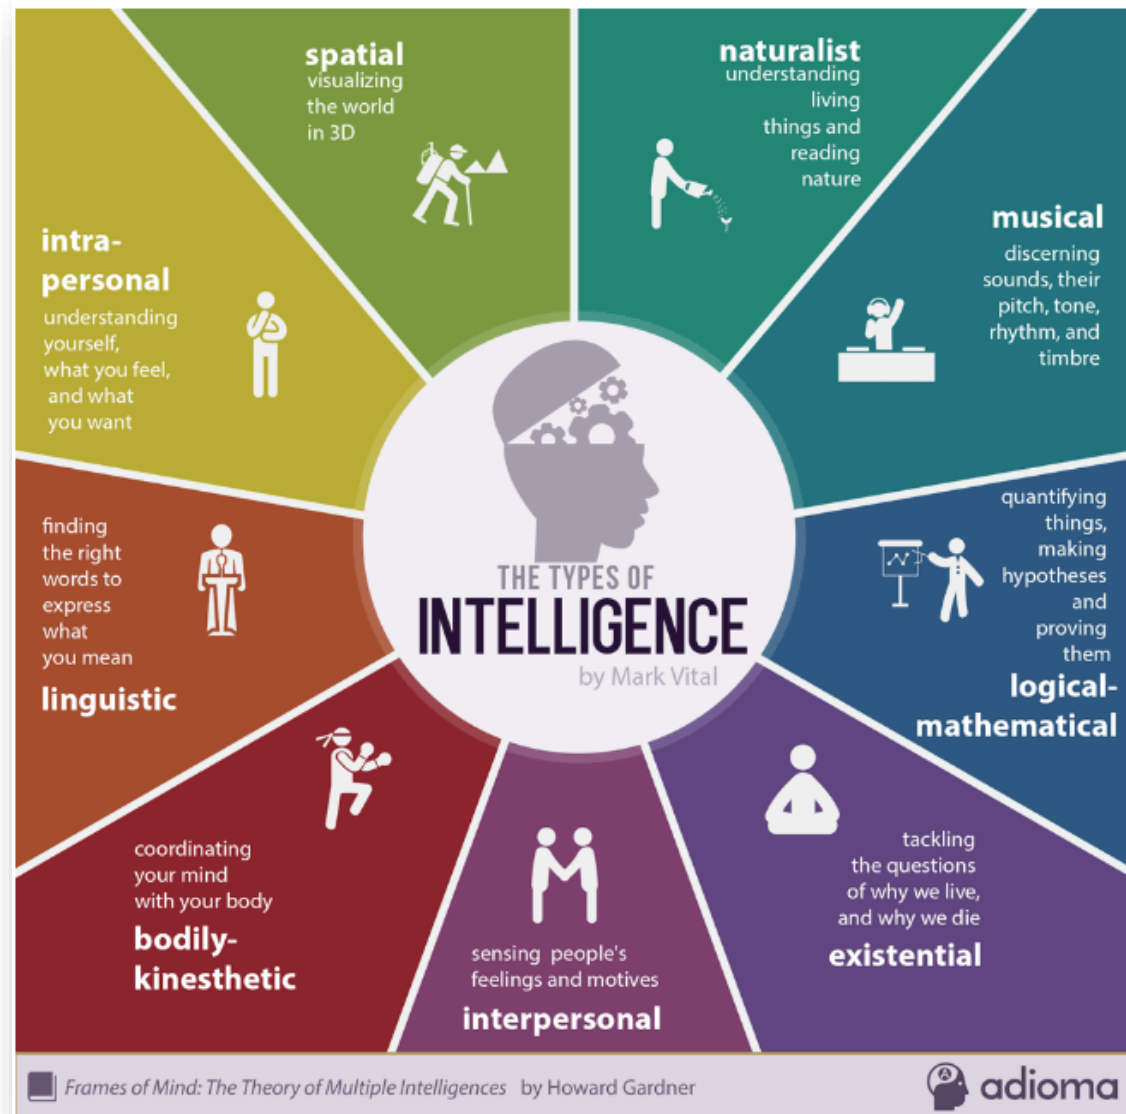 spatial
visualizing
the world
in 3D
naturalist
understanding
living
things and
reading
nature
musical
discerning
sounds, their
pitch, tone,
rhythm, and
timbre
intra-
personal
understanding
yourself,
what you feel,
and what
you want
THE TYPES OF
INTELLIGENCE
by Mark Vital
quantifying
things,
making
hypotheses
and
proving
them
logical-
mathematical
finding
the right
words to
express
what
you mean
linguistic
coordinating
your mind
with your body
bodily-
kinesthetic
sensing people's
feelings and motives
interpersonal
tackling
the questions
of why we live,
and why we die
existential
Frames of Mind: The Theory of Multiple Intelligences by Howard Gardner
A
adioma